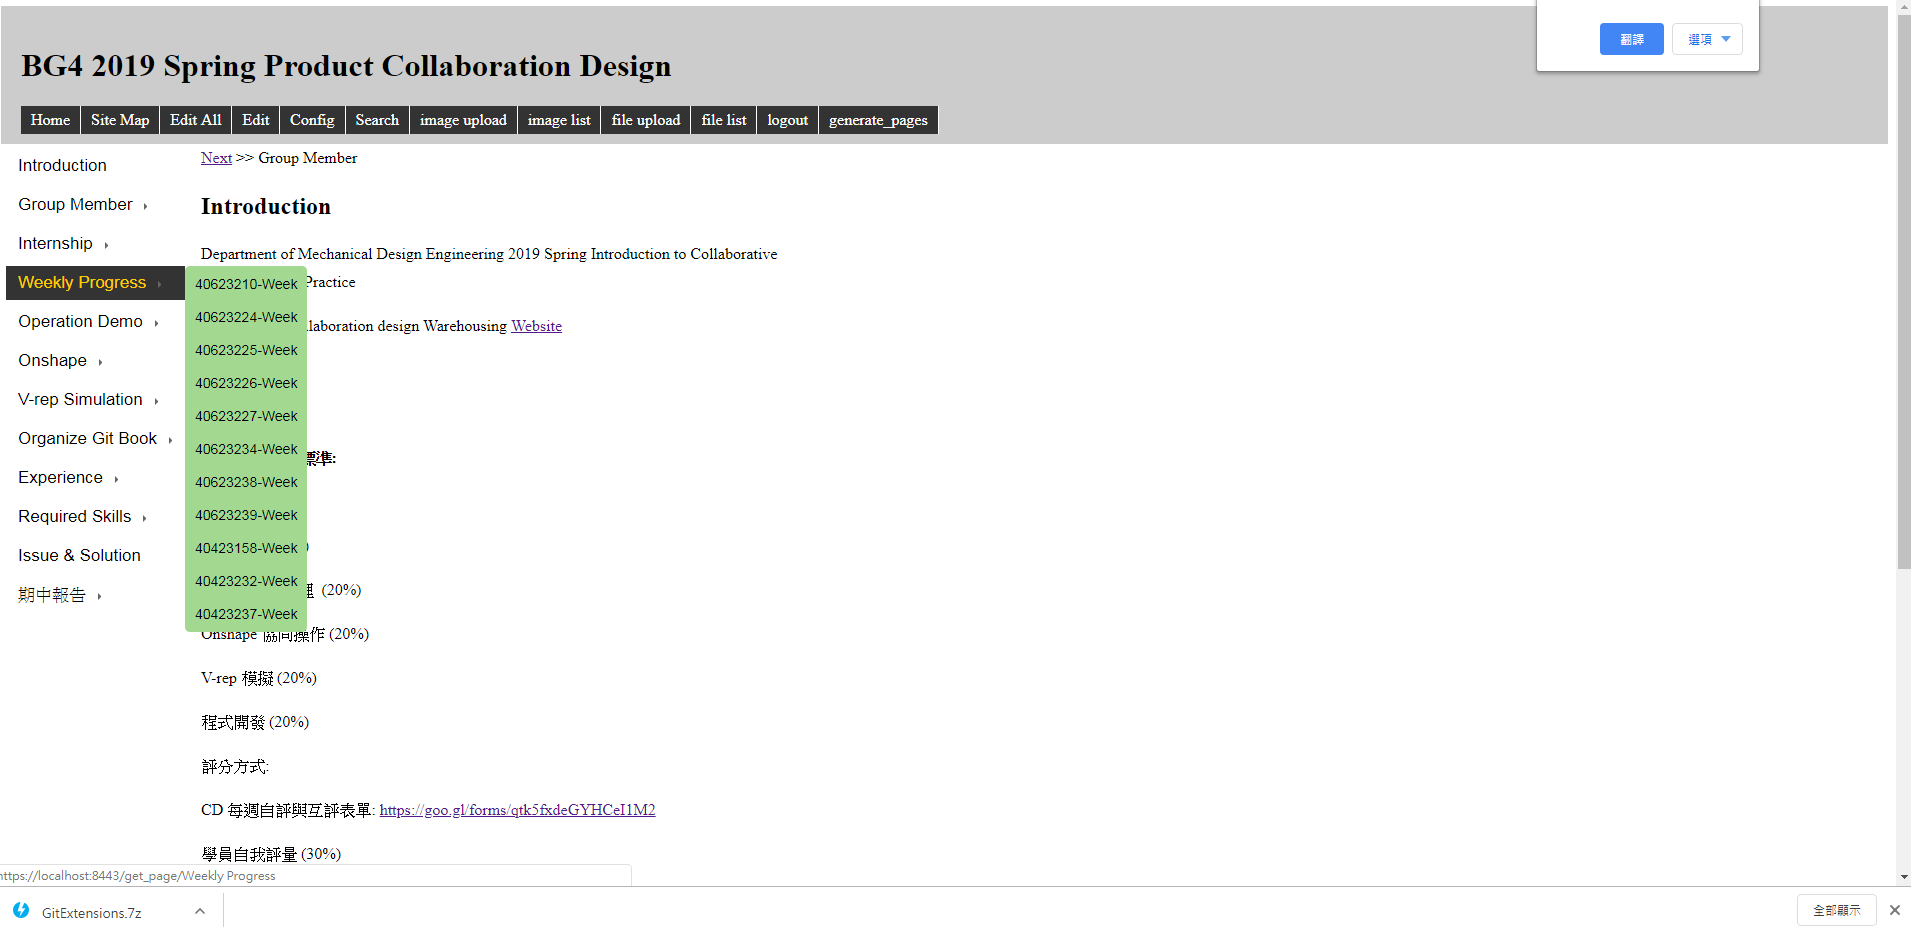 BG4 2019 Spring Product Collaboration Design
翻譯
選項
Home Site Map Edit All Edit Config Search image upload image list file upload file list logout generate_pages
Introduction
Group Member
Internship
Weekly Progress
Operation Demo
Onshape
V-rep Simulation
Organize Git Book
Experience
Required Skills
Issue & Solution
期中報告
40623210-Week
40623224-Week
40623225-Week
40623226-Week
40623227-Week
40623234-Week
40623238-Week
40623239-Week
40423158-Week
40423232-Week
40423237-Week
Next >> Group Member
Introduction
Department of Mechanical Design Engineering 2019 Spring Introduction to Collaborative
Practice
laboration design Warehousing Website
標準:
(20%)
Onshape 協同操作 (20%)
V-rep 模擬 (20%)
程式開發 (20%)
評分方式:
CD 每週自評與互評表單: https://goo.gl/forms/qtk5fxdeGYHCeI1M2
學員自我評量 (30%)
https://localhost:8443/get_page/Weekly Progress
GitExtensions.7z
全部顯示